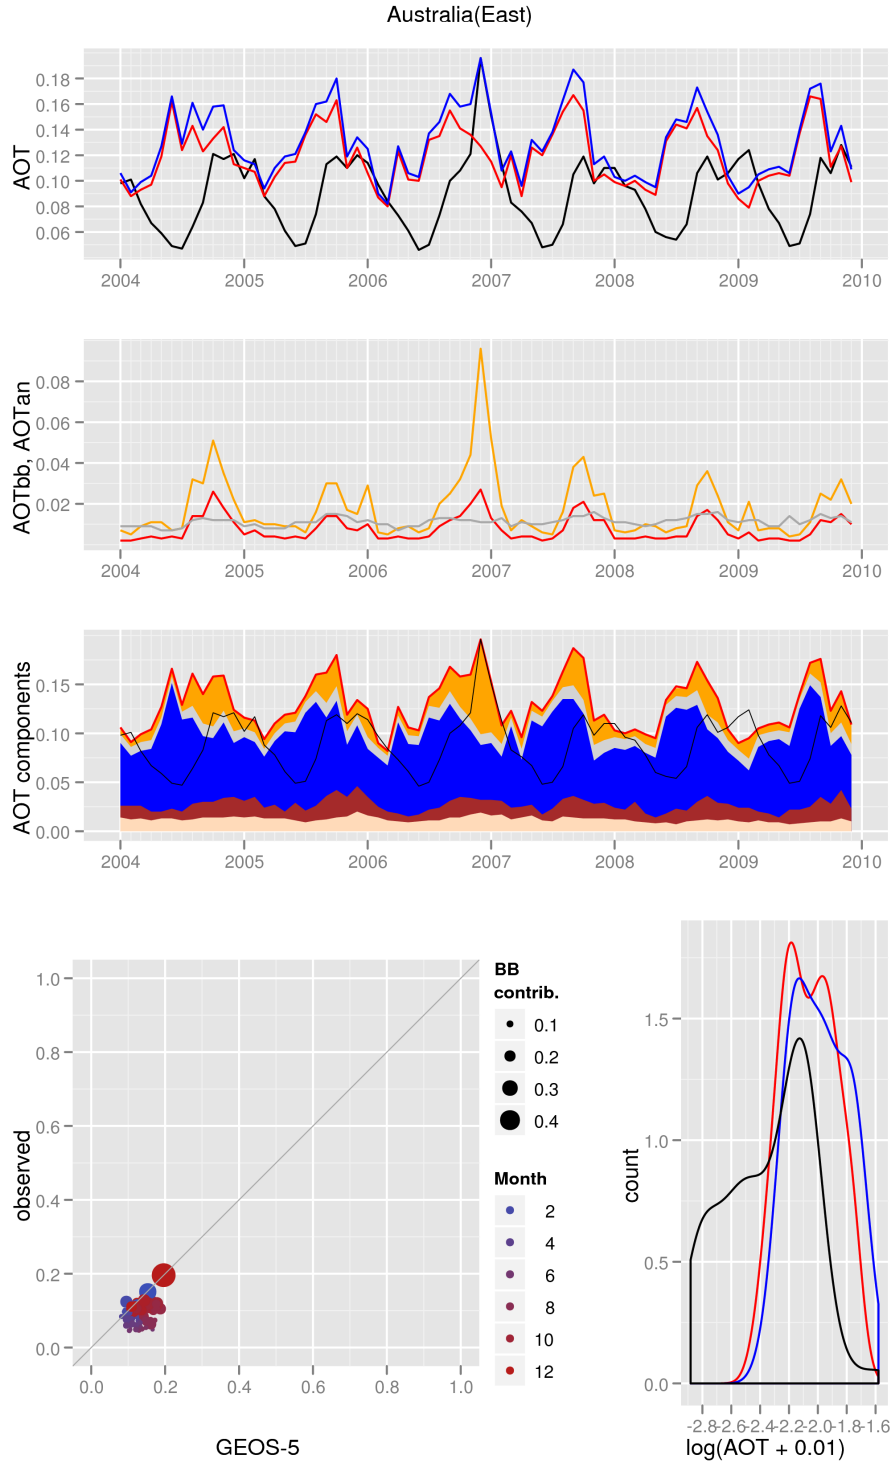 Australia(East)
AOT
0.18
0.16
0.14
0.12
0.10
0.08
0.06
2004 2005 2006 2007 2008 2009 2010
AOTbb, AOTan
0.08
0.06
0.04
0.02
2004 2005 2006 2007 2008 2009 2010
AOT components
0.15
0.10
0.05
0.00
2004 2005 2006 2007 2008 2009 2010
observed
1.0
0.8
0.6
0.4
0.2
0.0
0.0 0.2 0.4 0.6 0.8 1.0
GEOS-5
BB
contrib.
0.1
0.2
0.3
0.4
Month
2
4
6
8
10
12
count
1.5
1.0
0.5
0.0
-2.8 -2.6 -2.4 -2.2 -2.0 -1.8 -1.6
log(AOT + 0.01)